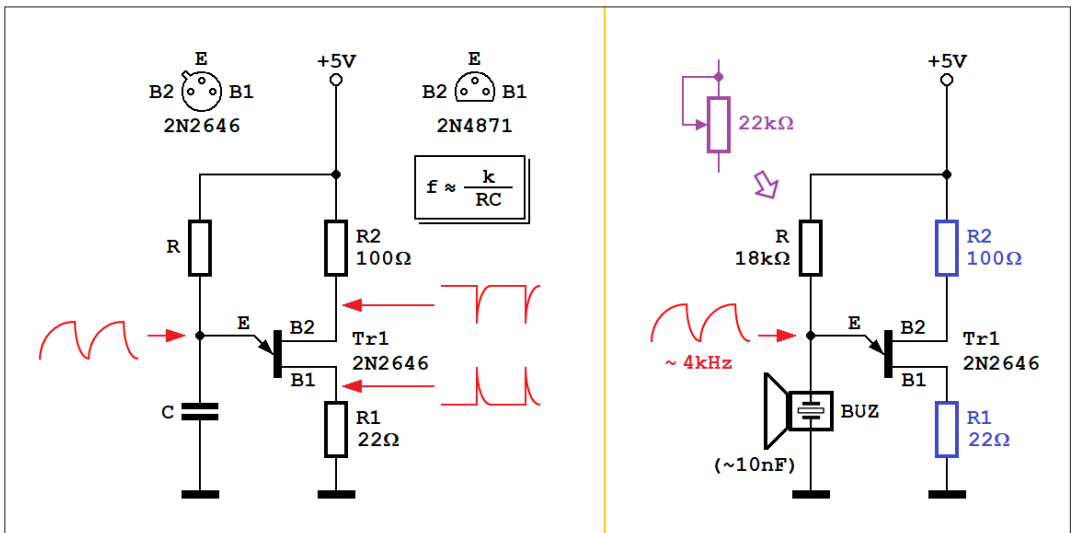 E
B2 B1
2N2646
+5V
E
B2 B1
2N4871
f ≈ k
RC
R
R2
100Ω
E
B2
Tr1
2N2646
B1
C
R1
22Ω
22kΩ
+5V
R
18kΩ
R2
100Ω
E
B2
Tr1
2N2646
B1
~ 4kHz
BUZ
(~10nF)
R1
22Ω